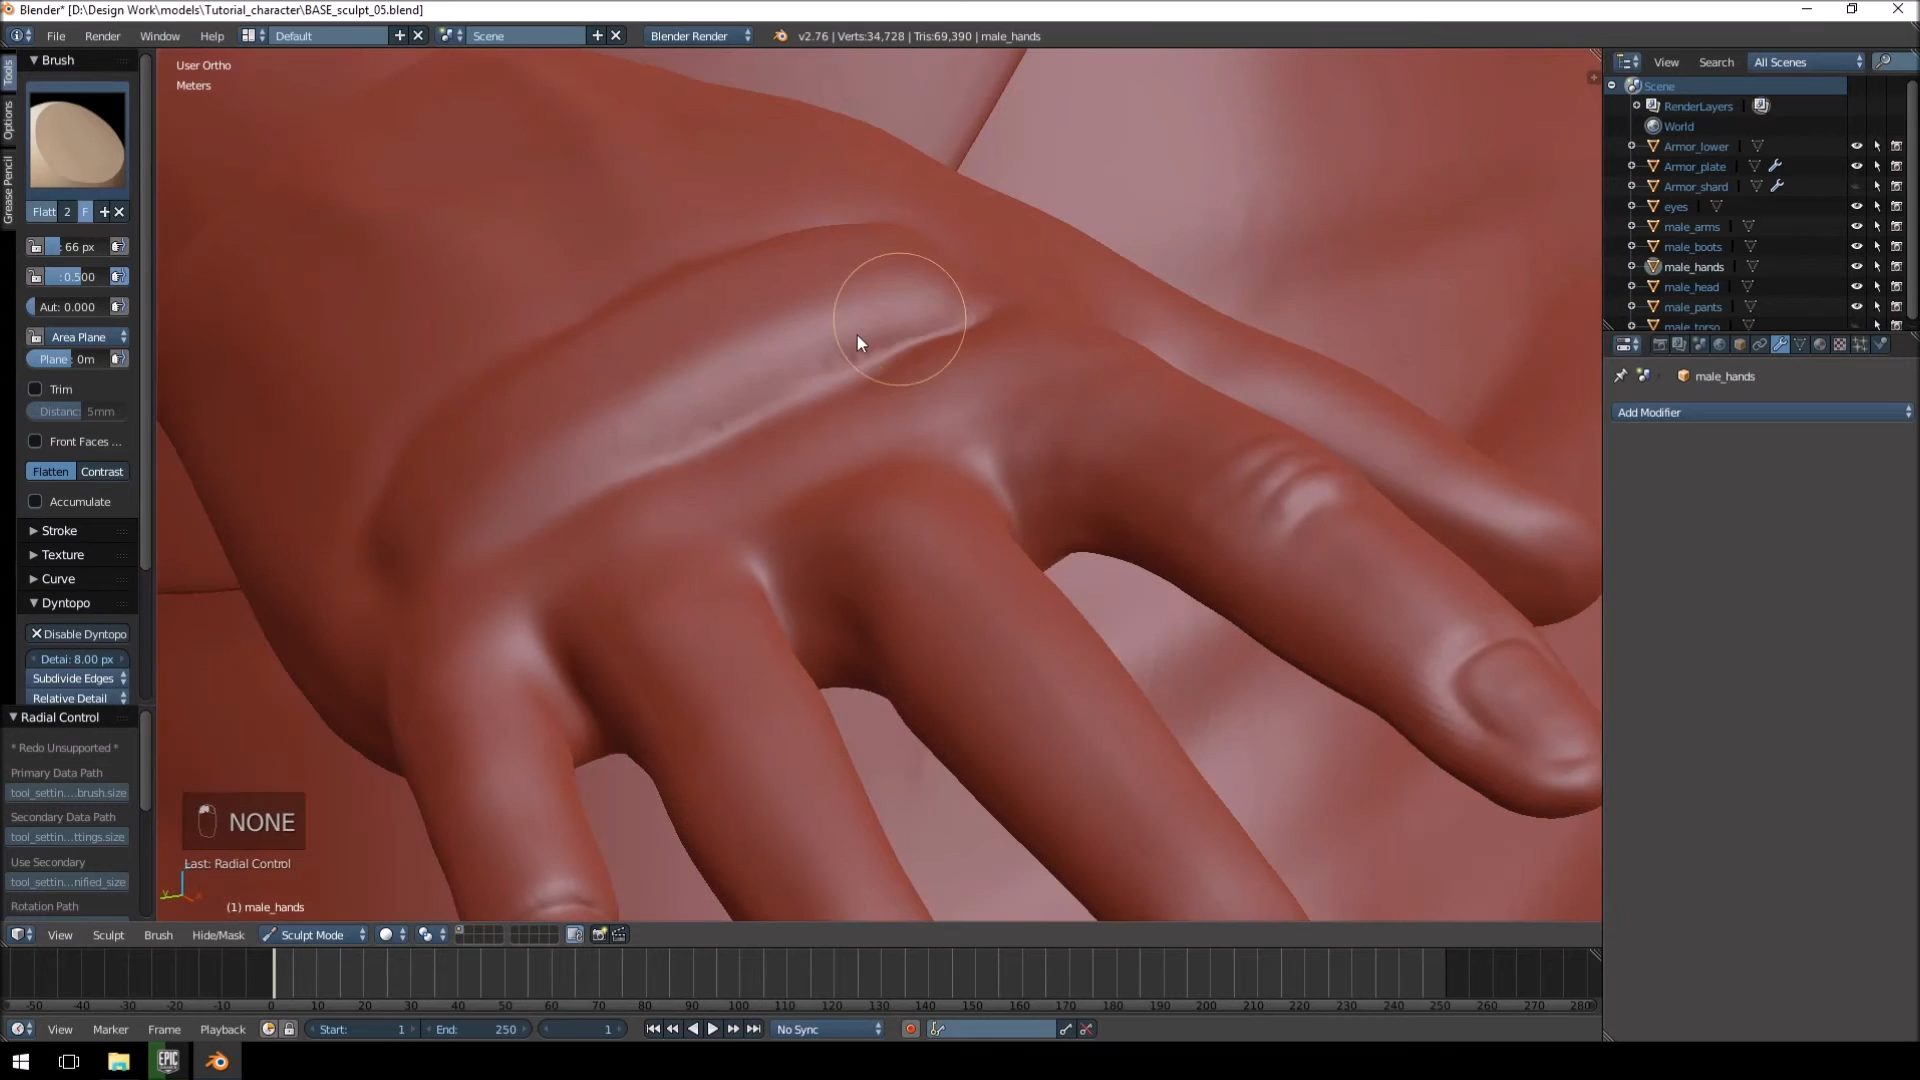 Blender* [D:\Design Work\models\Tutorial_character\BASE_sculpt_05.blend]
File Render Window Help Default Scene Blender Render v2.76 | Verts:34,728 | Tris:69,390 | male_hands
Tools
Options
Grease Pencil
Brush
Flatt 2 F
: 66 px
: 0.500
Aut: 0.000
Area Plane
Plane: 0m
Trim
Distanc: 5mm
Front Faces ...
Flatten Contrast
Accumulate
Stroke
Texture
Curve
Dyntopo
Disable Dyntopo
Detai: 8.00 px
Subdivide Edges
Relative Detail
Radial Control
* Redo Unsupported *
Primary Data Path
tool_settin....brush.size
Secondary Data Path
tool_settin...ttings.size
Use Secondary
tool_settin...nified_size
Rotation Path
User Ortho
Meters
NONE
Last: Radial Control
(1) male_hands
View Search All Scenes
Scene
RenderLayers
World
Armor_lower
Armor_plate
Armor_shard
eyes
male_arms
male_boots
male_hands
male_head
male_pants
male_torso
male_hands
Add Modifier
View Sculpt Brush Hide/Mask Sculpt Mode
-50 -40 -30 -20 -10 0 10 20 30 40 50 60 70 80 90 100 110 120 130 140 150 160 170 180 190 200 210 220 230 240 250 260 270 280
View Marker Frame Playback Start: 1 End: 250 1 No Sync
EPIC